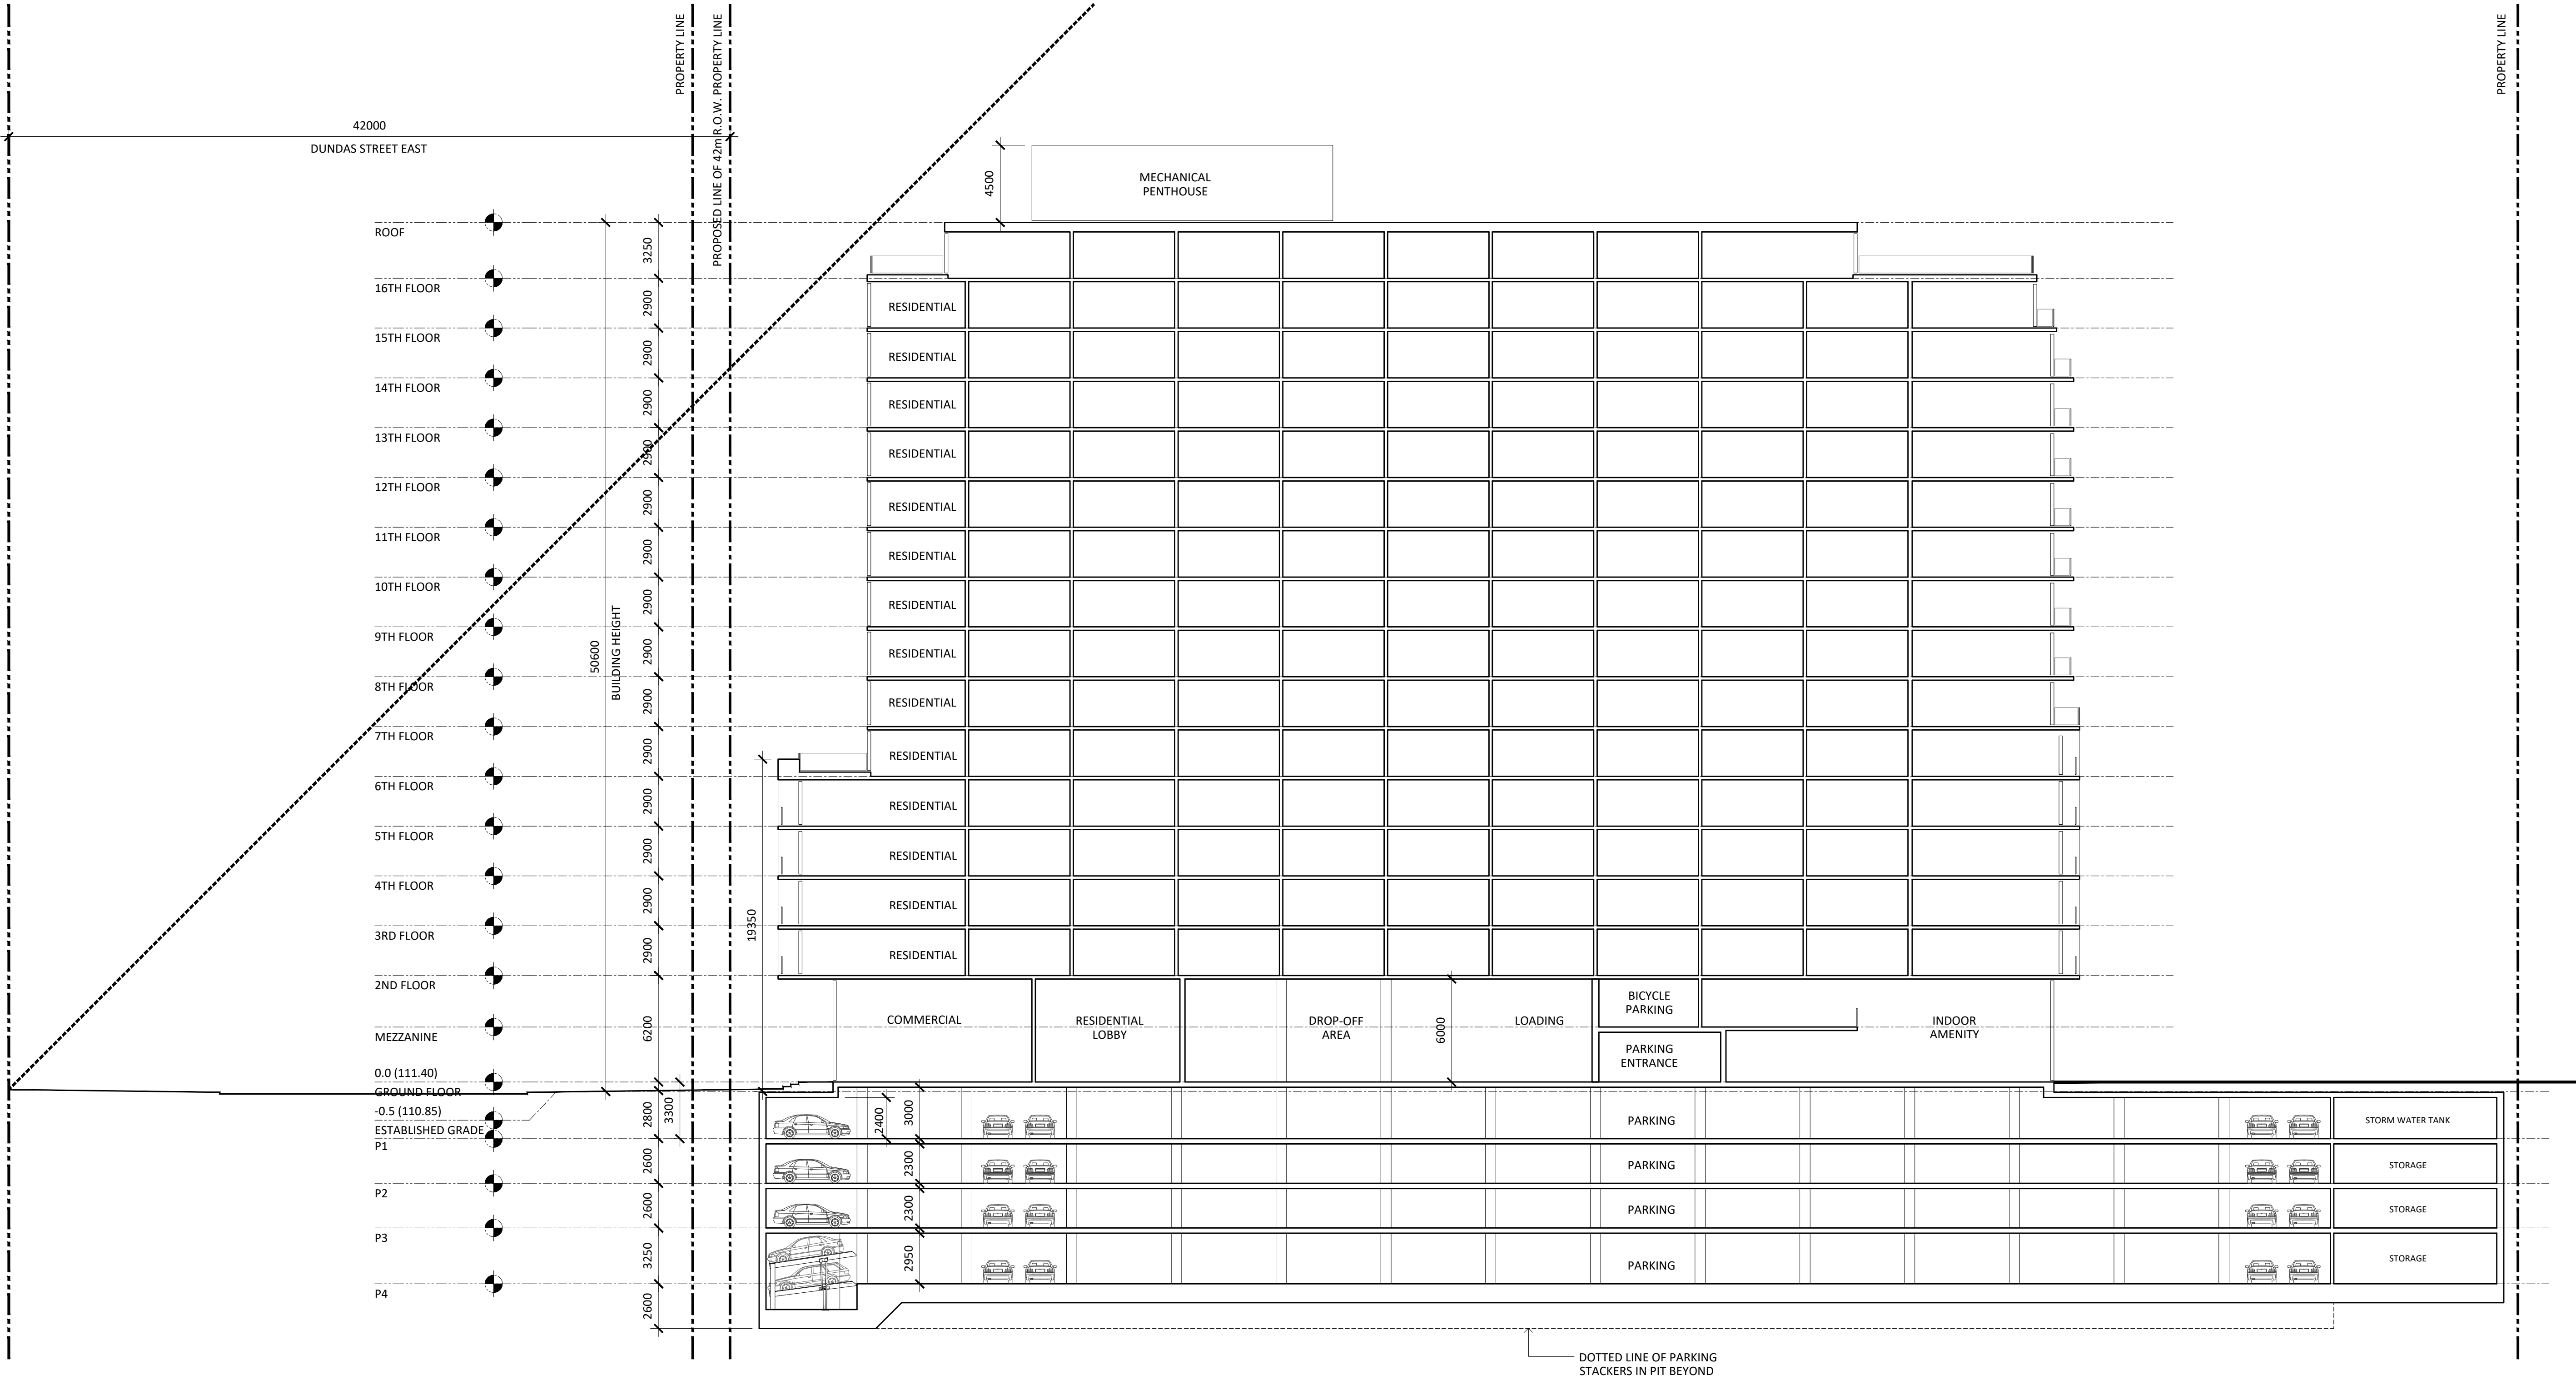 PROPERTY LINE
PROPOSED LINE OF 42m R.O.W. PROPERTY LINE
PROPERTY LINE
42000
DUNDAS STREET EAST
4500
MECHANICAL
PENTHOUSE
ROOF
3250
16TH FLOOR
2900
RESIDENTIAL
15TH FLOOR
2900
RESIDENTIAL
14TH FLOOR
2900
RESIDENTIAL
13TH FLOOR
2900
RESIDENTIAL
12TH FLOOR
2900
RESIDENTIAL
11TH FLOOR
2900
RESIDENTIAL
10TH FLOOR
2900
RESIDENTIAL
9TH FLOOR
50600
BUILDING HEIGHT
2900
RESIDENTIAL
8TH FLOOR
2900
RESIDENTIAL
7TH FLOOR
2900
RESIDENTIAL
6TH FLOOR
2900
RESIDENTIAL
5TH FLOOR
2900
RESIDENTIAL
4TH FLOOR
2900
RESIDENTIAL
3RD FLOOR
19350
2900
RESIDENTIAL
2ND FLOOR
6200
COMMERCIAL
RESIDENTIAL
LOBBY
DROP-OFF
AREA
6000
LOADING
BICYCLE
PARKING
PARKING
ENTRANCE
INDOOR
AMENITY
MEZZANINE
0.0 (111.40)
GROUND FLOOR
-0.5 (110.85)
ESTABLISHED GRADE
2800
3300
2400
3000
PARKING
STORM WATER TANK
P1
2600
2300
PARKING
STORAGE
P2
2600
2300
PARKING
STORAGE
P3
3250
2950
PARKING
STORAGE
P4
2600
DOTTED LINE OF PARKING
STACKERS IN PIT BEYOND